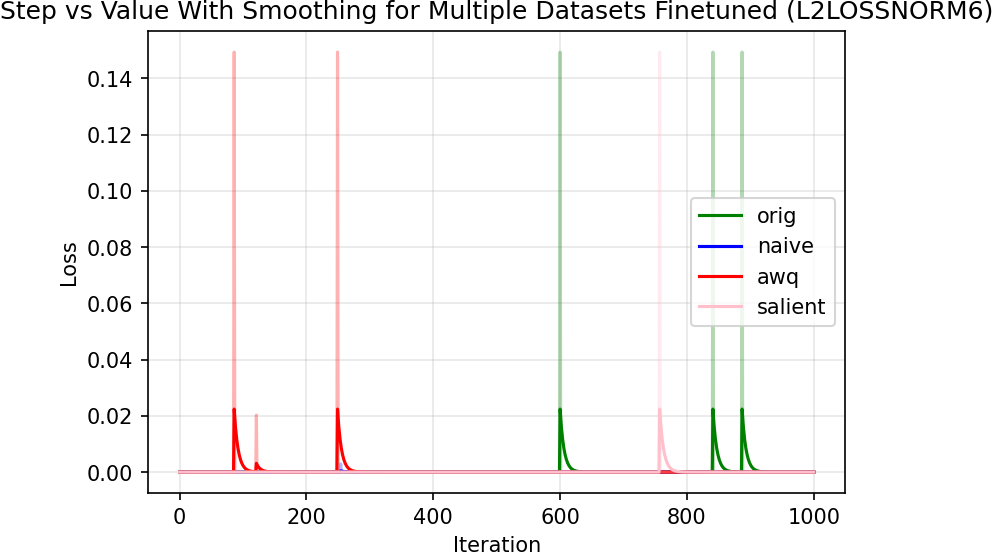 Step vs Value With Smoothing for Multiple Datasets Finetuned (L2LOSSNORM6)
0.14
0.12
0.10
0.08
0.06
0.04
0.02
0.00
Loss
orig
naive
awq
salient
0
200
400
600
800
1000
Iteration